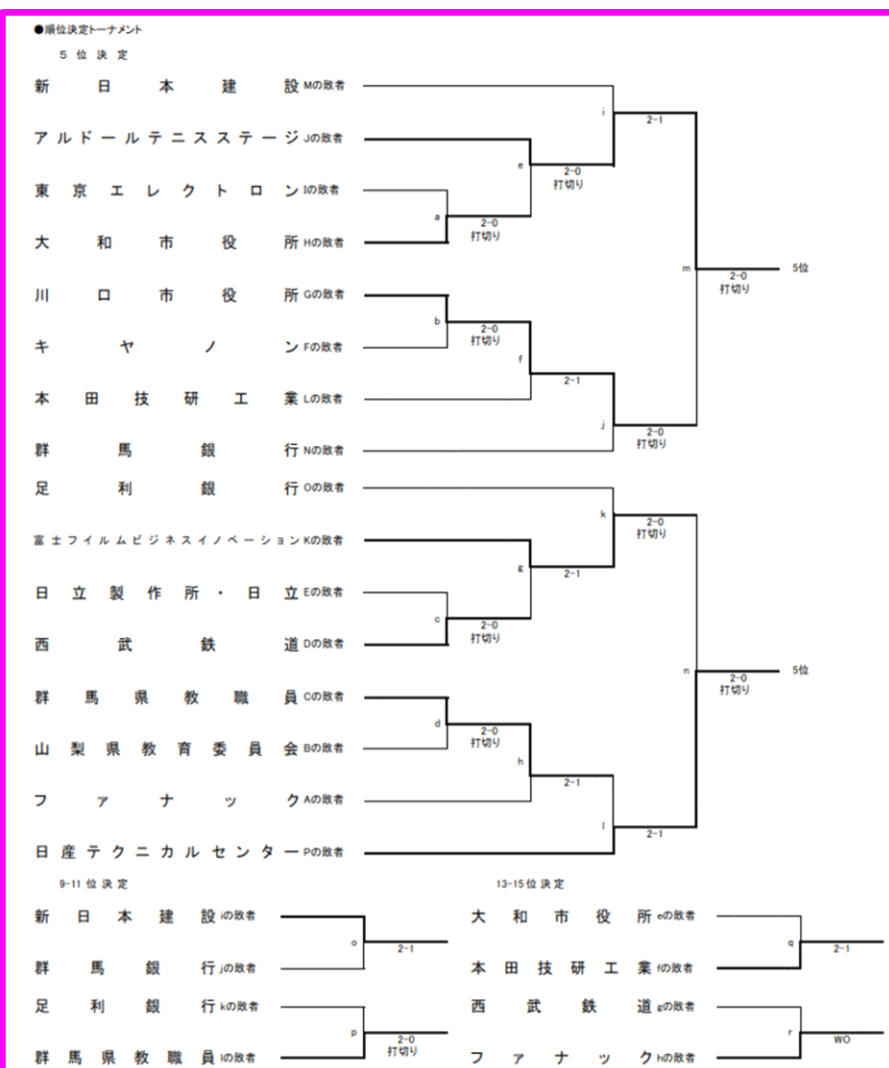 ●順位決定トーナメント
5 位 決 定
新日本建設 Mの敗者
i
2-1
アルドールテニスステージ Jの敗者
e
2-0
打切り
東京エレクトロン Iの敗者
a
2-0
打切り
大和市役所 Hの敗者
m
2-0
打切り
5位
川口市役所 Gの敗者
b
2-0
打切り
キヤノン Fの敗者
f
2-1
本田技研工業 Lの敗者
j
2-0
打切り
群馬銀行 Nの敗者
足利銀行 Oの敗者
k
2-0
打切り
富士フイルムビジネスイノベーション Kの敗者
g
2-1
日立製作所・日立 Eの敗者
c
2-0
打切り
西武鉄道 Dの敗者
n
2-0
打切り
5位
群馬県教職員 Cの敗者
d
2-0
打切り
山梨県教育委員会 Bの敗者
h
2-1
ファナック Aの敗者
l
2-1
日産テクニカルセンター Pの敗者
9-11 位 決 定
新日本建設 iの敗者
o
2-1
群馬銀行 jの敗者
足利銀行 kの敗者
p
2-0
打切り
群馬県教職員 lの敗者
13-15 位 決 定
大和市役所 eの敗者
q
2-1
本田技研工業 fの敗者
西武鉄道 gの敗者
r
WO
ファナック hの敗者